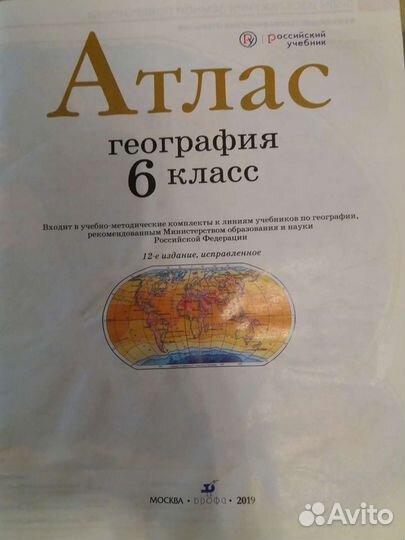 российский
учебник
Атлас
география
6 класс
Входит в учебно-методические комплекты к линиям учебников по географии,
рекомендованным Министерством образования и науки
Российской Федерации
12-е издание, исправленное
МОСКВА • дрофа • 2019
Avito